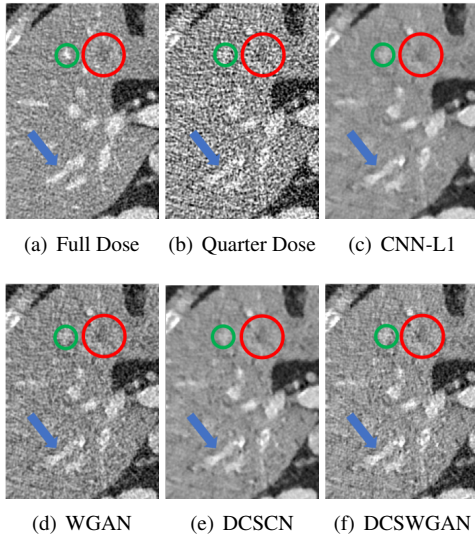 (a) Full Dose
(b) Quarter Dose
(c) CNN-L1
(d) WGAN
(e) DCSCN
(f) DCSWGAN